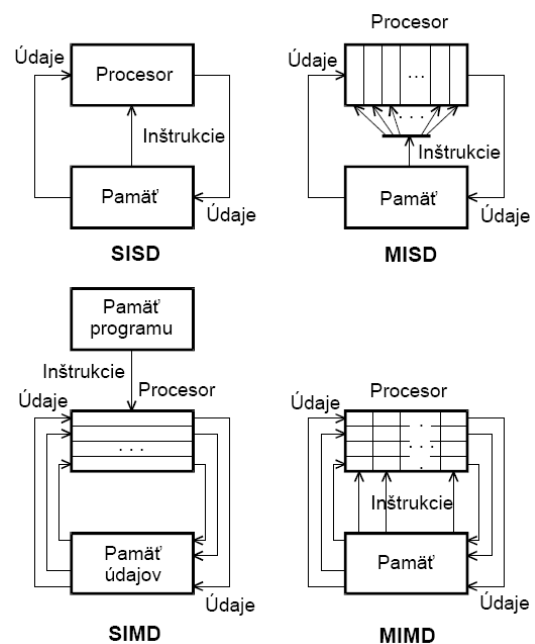 Údaje
Procesor
Inštrukcie
Pamäť
Údaje
SISD
Procesor
Údaje
...
. . .
Inštrukcie
Pamäť
Údaje
MISD
Pamäť
programu
Inštrukcie
Procesor
Údaje
. . .
Pamäť
údajov
Údaje
SIMD
Procesor
Údaje
Inštrukcie
Pamäť
Údaje
MIMD